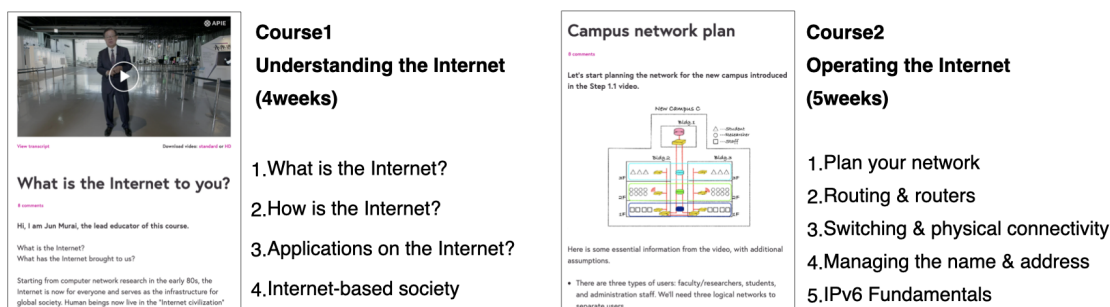 APIE
View transcript
Download video: standard or HD
What is the Internet to you?
8 comments
Hi, I am Jun Murai, the lead educator of this course.
What is the Internet?
What has the Internet brought to us?
Starting from computer network research in the early 80s, the
Internet is now for everyone and serves as the infrastructure for
global society. Human beings now live in the "Internet civilization"
Course1
Understanding the Internet
(4weeks)
1.What is the Internet?
2.How is the Internet?
3.Applications on the Internet?
4.Internet-based society
Campus network plan
8 comments
Let's start planning the network for the new campus introduced
in the Step 1.1 video.
New Campus C
Bldg.1
△ ---Student
○ ---Researcher
□ ---Staff
Bldg.2
Bldg.3
3F
3F
2F
2F
1F
1F
Here is some essential information from the video, with additional
assumptions.
• There are three types of users: faculty/researchers, students,
and administration staff. We'll need three logical networks to
separate users
Course2
Operating the Internet
(5weeks)
1.Plan your network
2.Routing & routers
3.Switching & physical connectivity
4.Managing the name & address
5.IPv6 Fundamentals